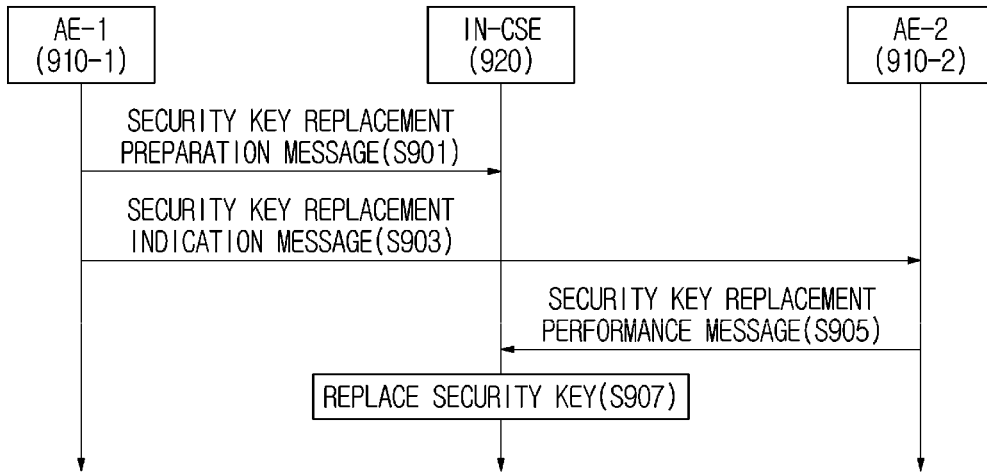 AE-1
(910-1)
IN-CSE
(920)
AE-2
(910-2)
SECURITY KEY REPLACEMENT
PREPARATION MESSAGE(S901)
SECURITY KEY REPLACEMENT
INDICATION MESSAGE(S903)
SECURITY KEY REPLACEMENT
PERFORMANCE MESSAGE(S905)
REPLACE SECURITY KEY(S907)